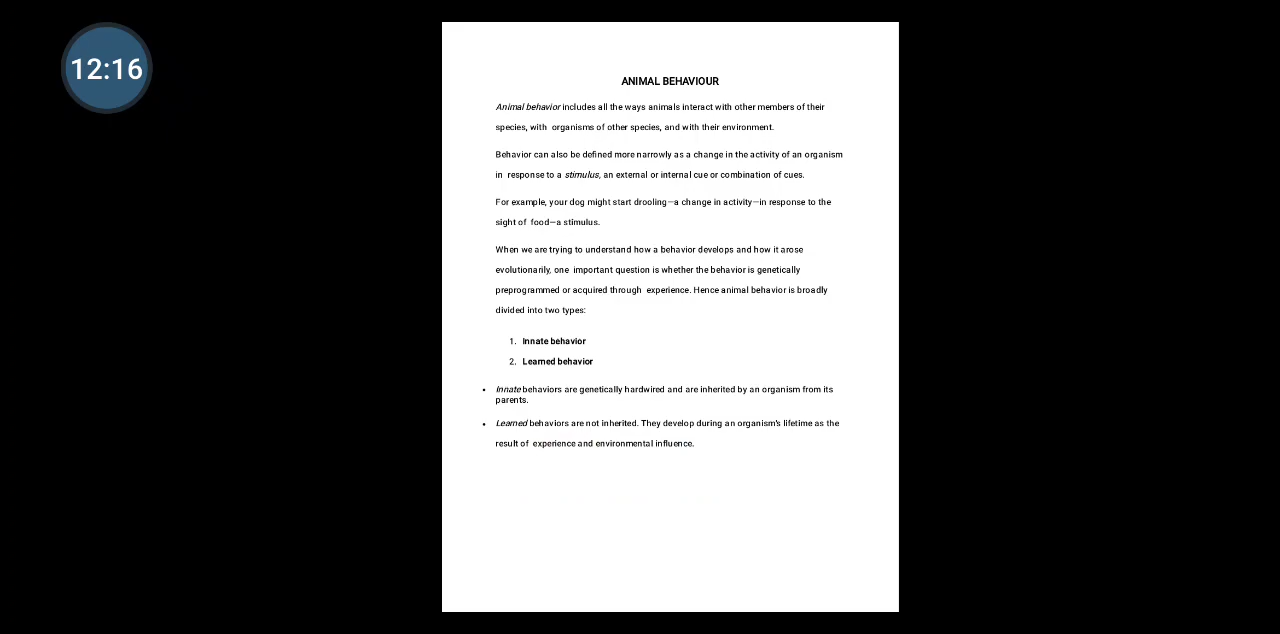 12:16
ANIMAL BEHAVIOUR
Animal behavior includes all the ways animals interact with other members of their
species, with organisms of other species, and with their environment.
Behavior can also be defined more narrowly as a change in the activity of an organism
in response to a stimulus, an external or internal cue or combination of cues.
For example, your dog might start drooling—a change in activity—in response to the
sight of food—a stimulus.
When we are trying to understand how a behavior develops and how it arose
evolutionarily, one important question is whether the behavior is genetically
preprogrammed or acquired through experience. Hence animal behavior is broadly
divided into two types:
1. Innate behavior
2. Learned behavior
• Innate behaviors are genetically hardwired and are inherited by an organism from its
parents.
• Learned behaviors are not inherited. They develop during an organism's lifetime as the
result of experience and environmental influence.